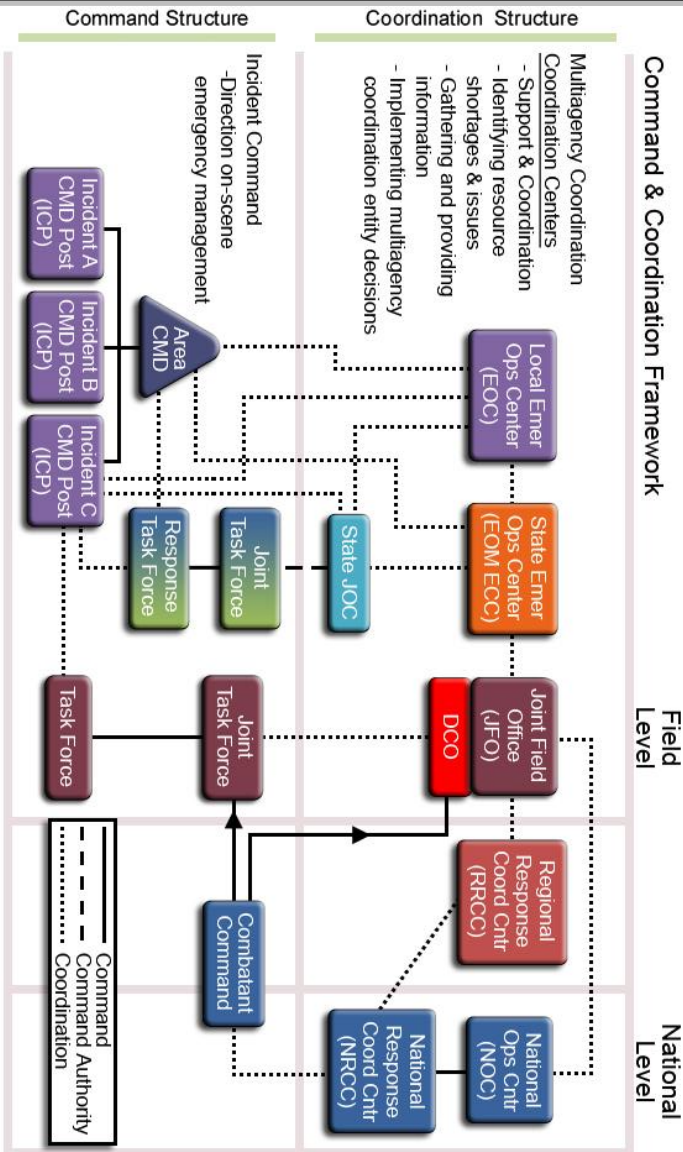 Command & Coordination Framework
Field
Level
National
Level
Coordination Structure
Command Structure
Multiagency Coordination
Coordination Centers
- Support & Coordination
- Identifying resource
shortages & issues
- Gathering and providing
information
- Implementing multiagency
coordination entity decisions
Local Emer
Ops Center
(EOC)
State Emer
Ops Center
(EOM ECC)
Joint Field
Office
(JFO)
DCO
Regional
Response
Coord Cntr
(RRCC)
National
Ops Cntr
(NOC)
National
Response
Coord Cntr
(NRCC)
State JOC
Incident Command
-Direction on-scene
emergency management
Area
CMD
Joint
Task Force
Response
Task Force
Joint
Task Force
Combatant
Command
Incident A
CMD Post
(ICP)
Incident B
CMD Post
(ICP)
Incident C
CMD Post
(ICP)
Task Force
Command
Command Authority
Coordination